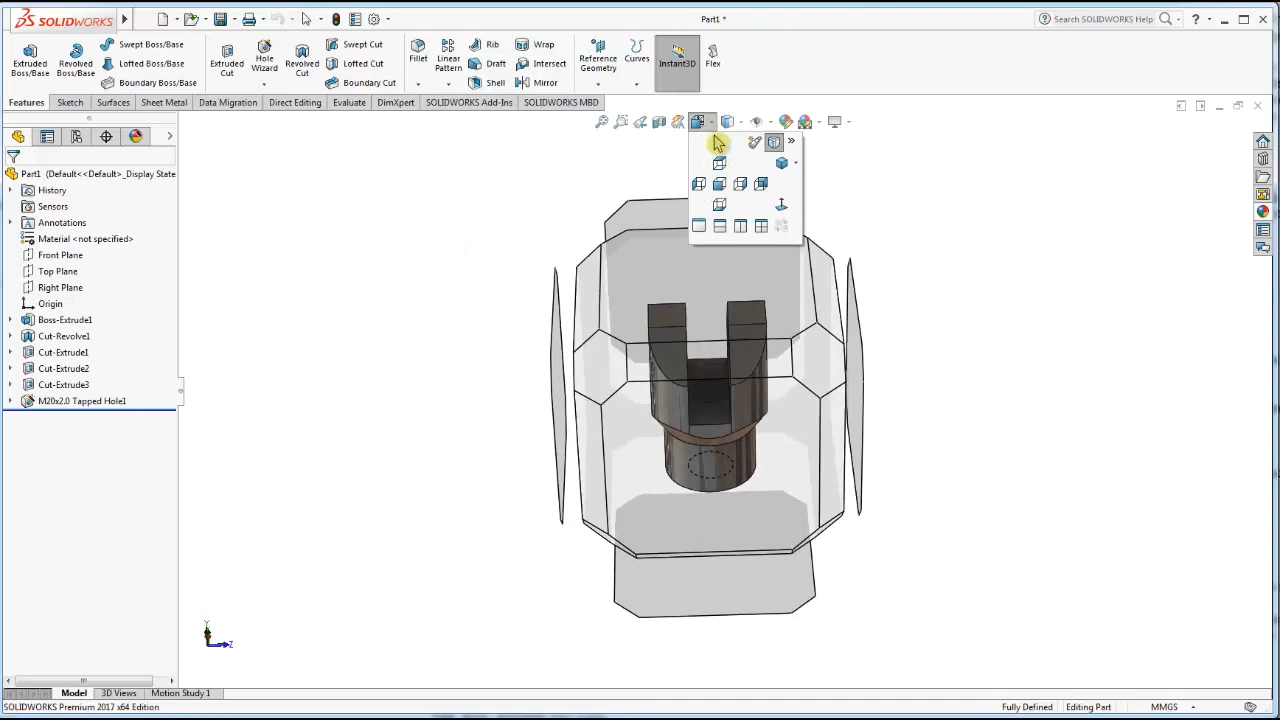 SOLIDWORKS
Part1 *
Search SOLIDWORKS Help
?
Extruded Boss/Base
Revolved Boss/Base
Swept Boss/Base
Lofted Boss/Base
Boundary Boss/Base
Extruded Cut
Hole Wizard
Revolved Cut
Swept Cut
Lofted Cut
Boundary Cut
Fillet
Linear Pattern
Rib
Draft
Shell
Wrap
Intersect
Mirror
Reference Geometry
Curves
Instant3D
Flex
Features
Sketch
Surfaces
Sheet Metal
Data Migration
Direct Editing
Evaluate
DimXpert
SOLIDWORKS Add-Ins
SOLIDWORKS MBD
Part1 (Default<<Default>_Display State
History
Sensors
Annotations
Material <not specified>
Front Plane
Top Plane
Right Plane
Origin
Boss-Extrude1
Cut-Revolve1
Cut-Extrude1
Cut-Extrude2
Cut-Extrude3
M20x2.0 Tapped Hole1
Y
Z
Model
3D Views
Motion Study 1
SOLIDWORKS Premium 2017 x64 Edition
Fully Defined
Editing Part
MMGS